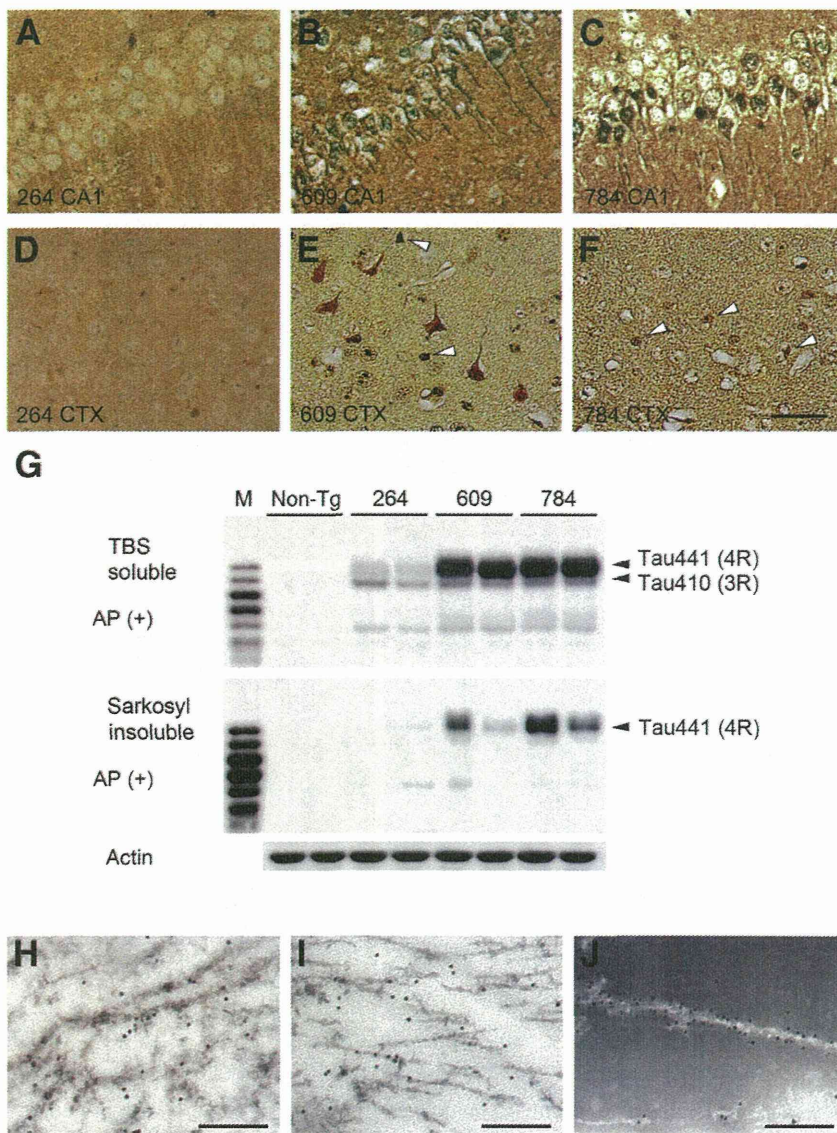 A
B
C
264 CA1
609 CA1
784 CA1
D
E
F
264 CTX
609 CTX
784 CTX
G
M Non-Tg 264 609 784
TBS
soluble
AP (+)
Tau441 (4R)
Tau410 (3R)
Sarkosyl
insoluble
AP (+)
Tau441 (4R)
Actin
H
I
J